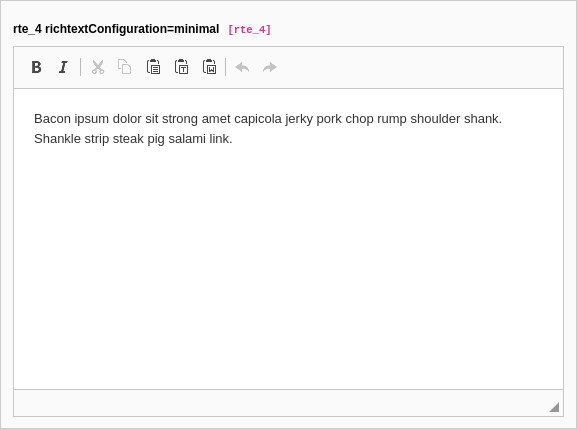 rte_4 richtextConfiguration=minimal [rte_4]
B I
Bacon ipsum dolor sit strong amet capicola jerky pork chop rump shoulder shank.
Shankle strip steak pig salami link.